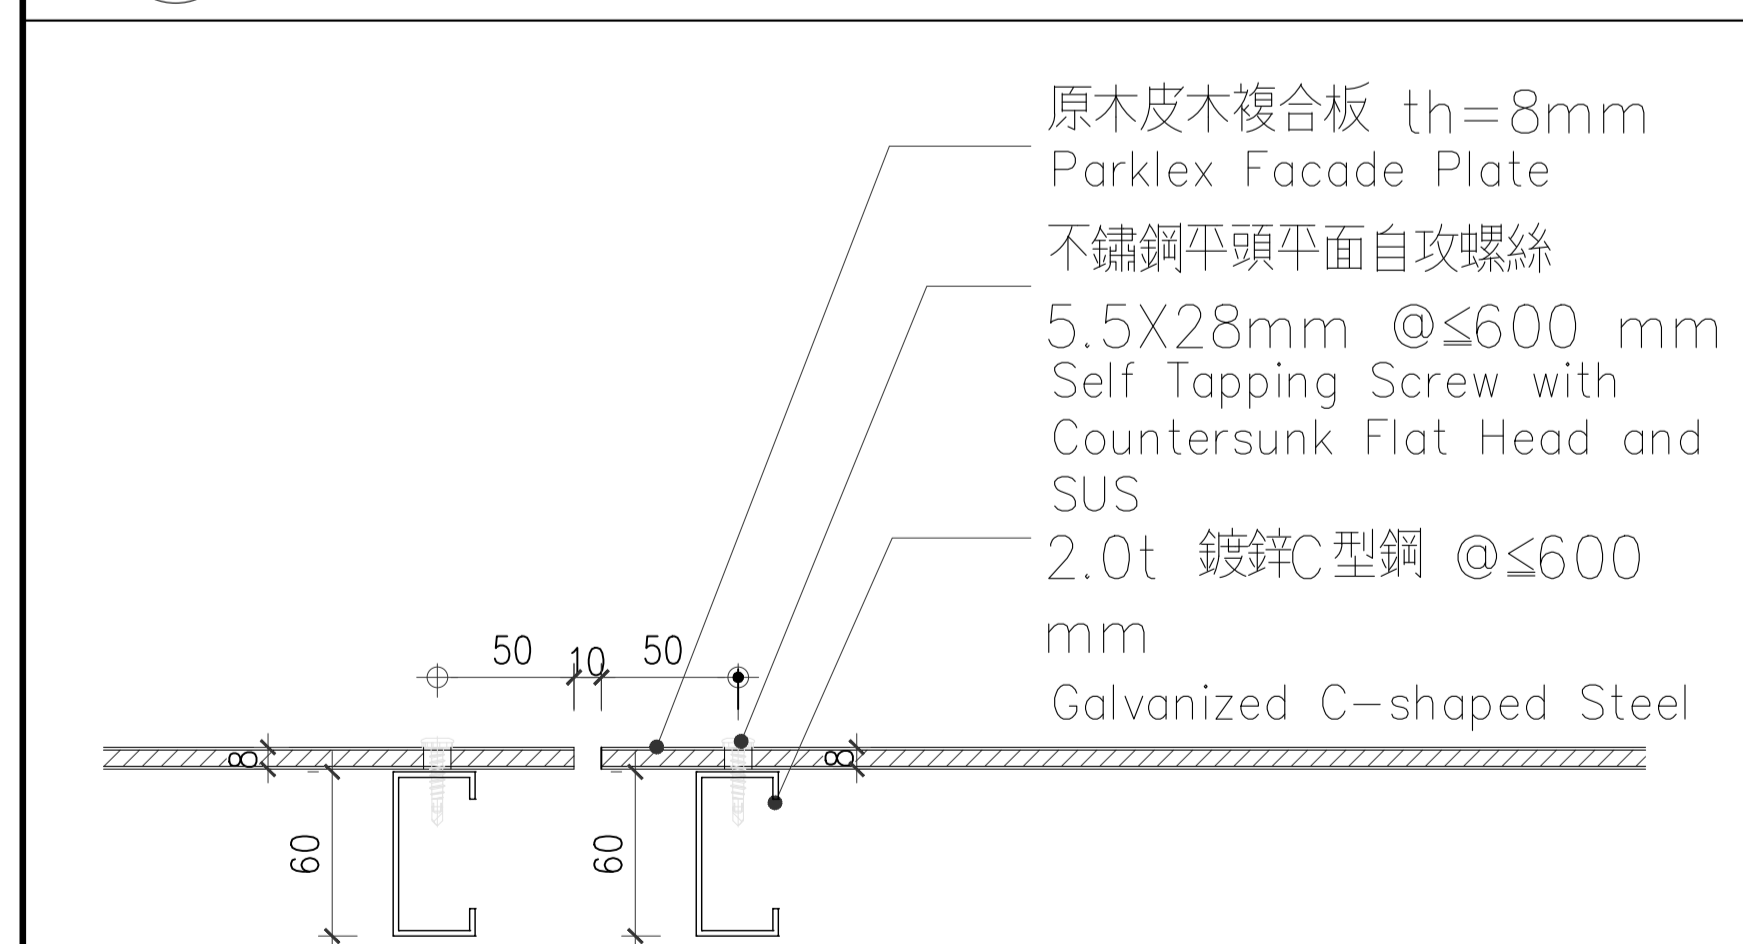 原木皮木複合板 th=8mm
Parklex Facade Plate
不鏽鋼平頭平面自攻螺絲
5.5X28mm @≦600 mm
Self Tapping Screw with
Countersunk Flat Head and
SUS
2.0t 鍍鋅C型鋼 @≦600
mm
Galvanized C-shaped Steel
50 10 50
8 8
60 60